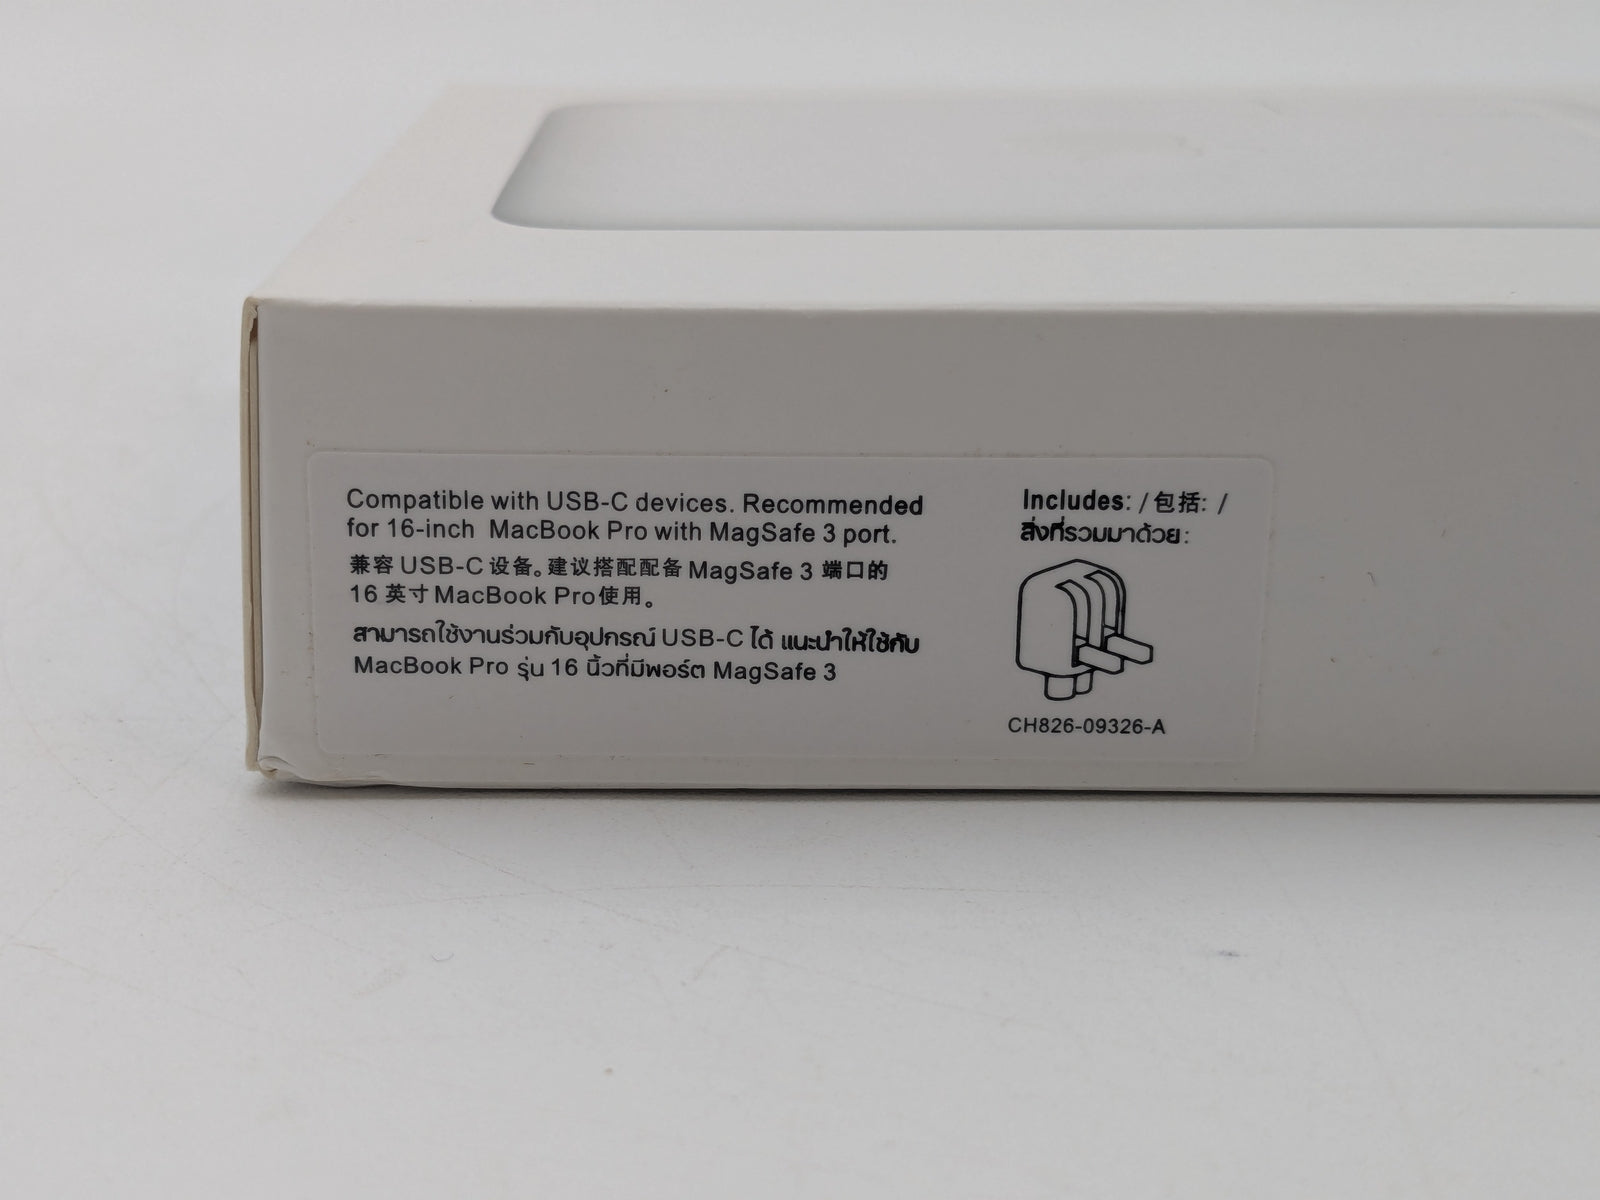 Compatible with USB-C devices. Recommended
for 16-inch MacBook Pro with MagSafe 3 port.
兼容 USB-C 设备。建议搭配配备 MagSafe 3 端口的
16 英寸 MacBook Pro使用。
สามารถใช้งานร่วมกับอุปกรณ์ USB-C ได้ แนะนำให้ใช้กับ
MacBook Pro รุ่น 16 นิ้วที่มีพอร์ต MagSafe 3
Includes: / 包括: /
สิ่งที่รวมมาด้วย:
CH826-09326-A